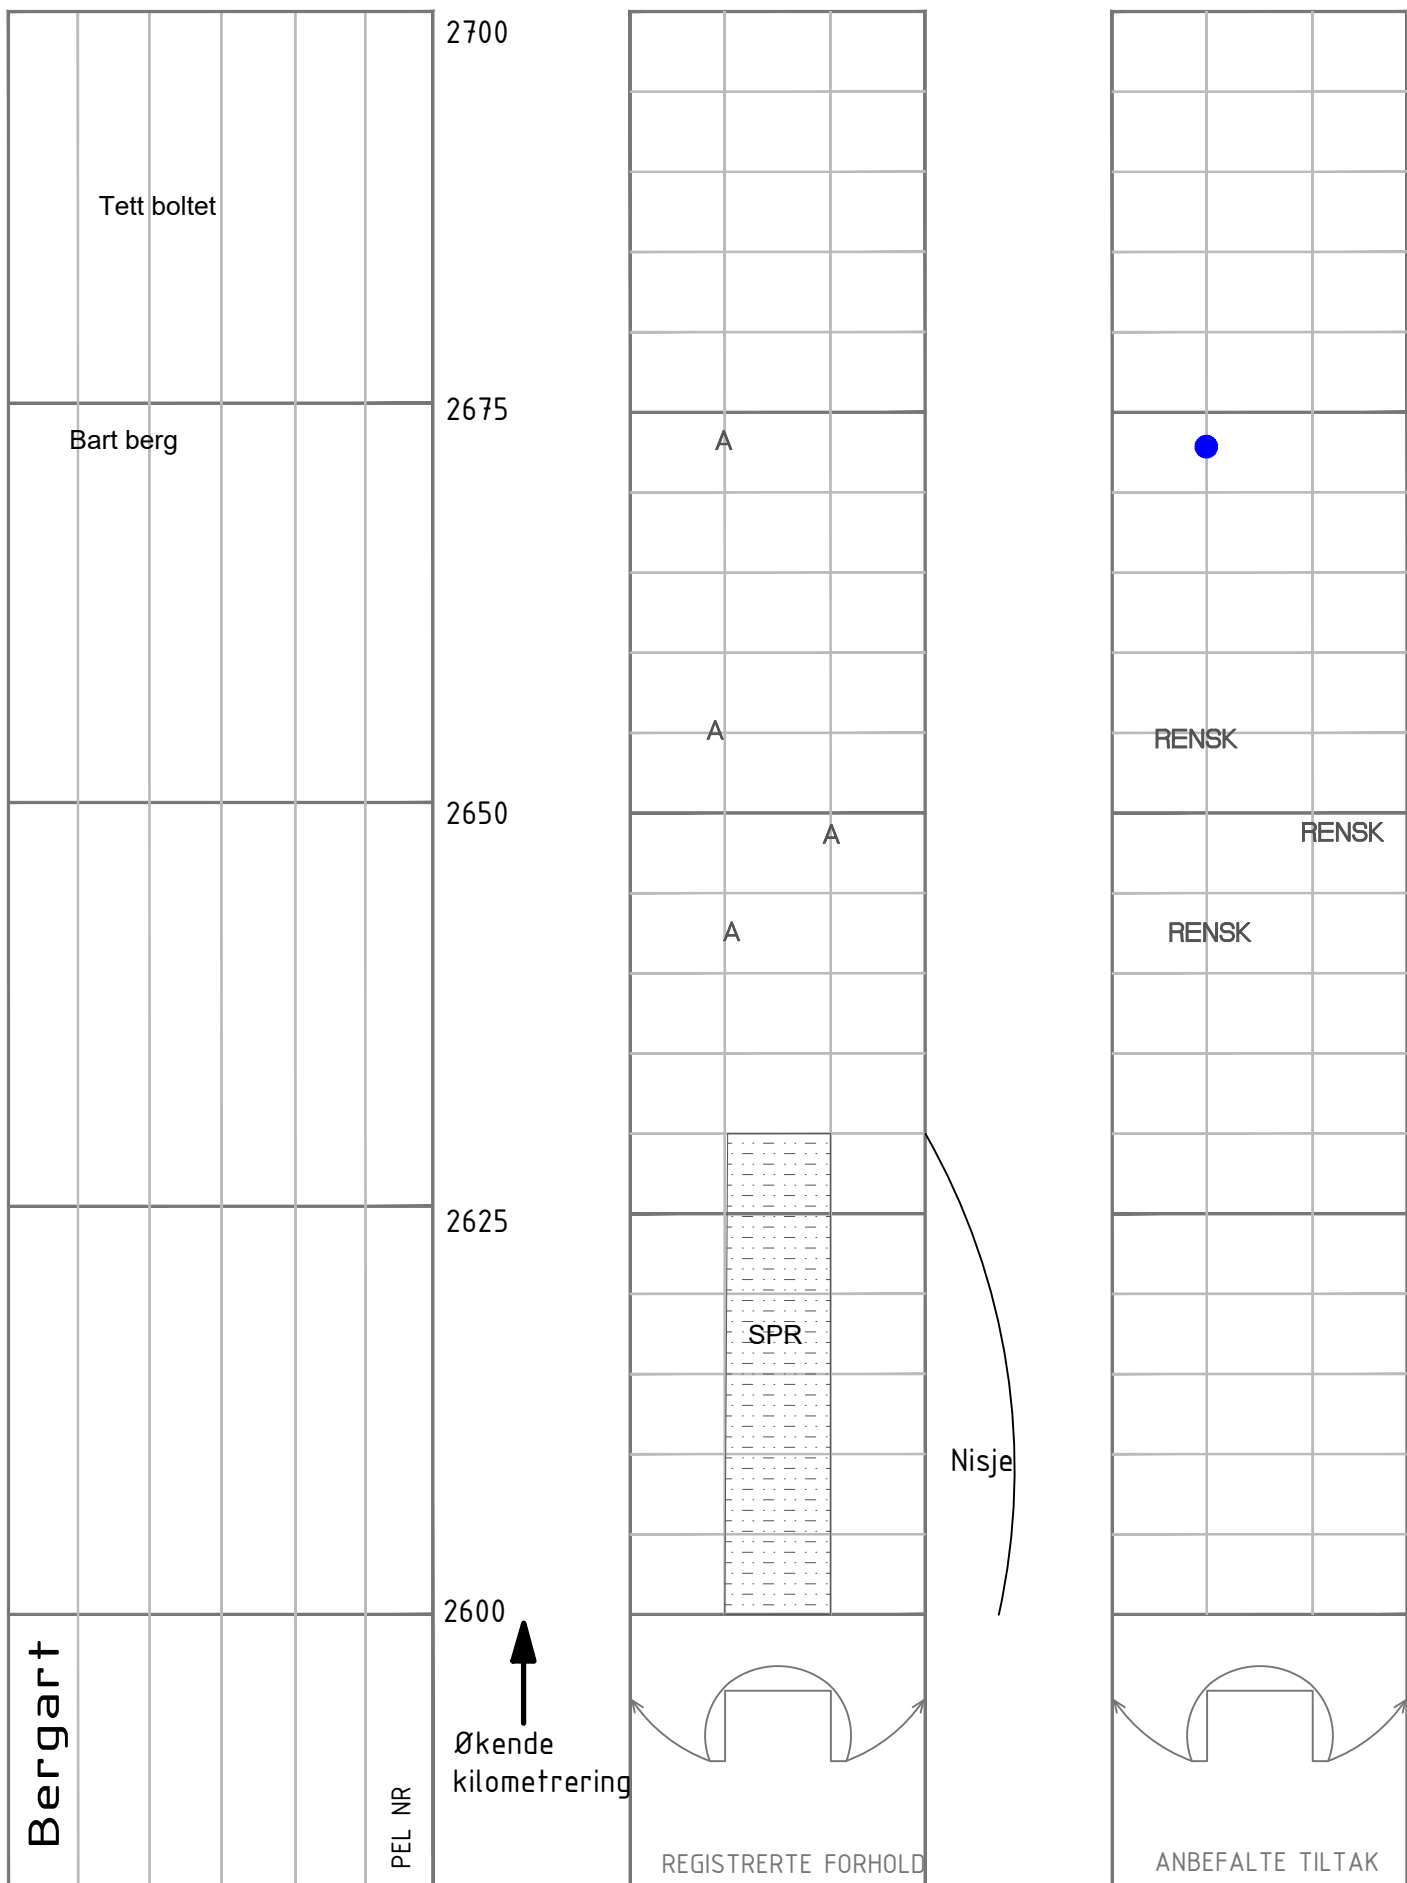 2700
Tett boltet
2675
Bart berg
A
A
RENSK
2650
A
RENSK
A
RENSK
2625
SPR
Nisje
2600
Bergart
PEL NR
Økende
kilometrering
REGISTRERTE FORHOLD
ANBEFALTE TILTAK